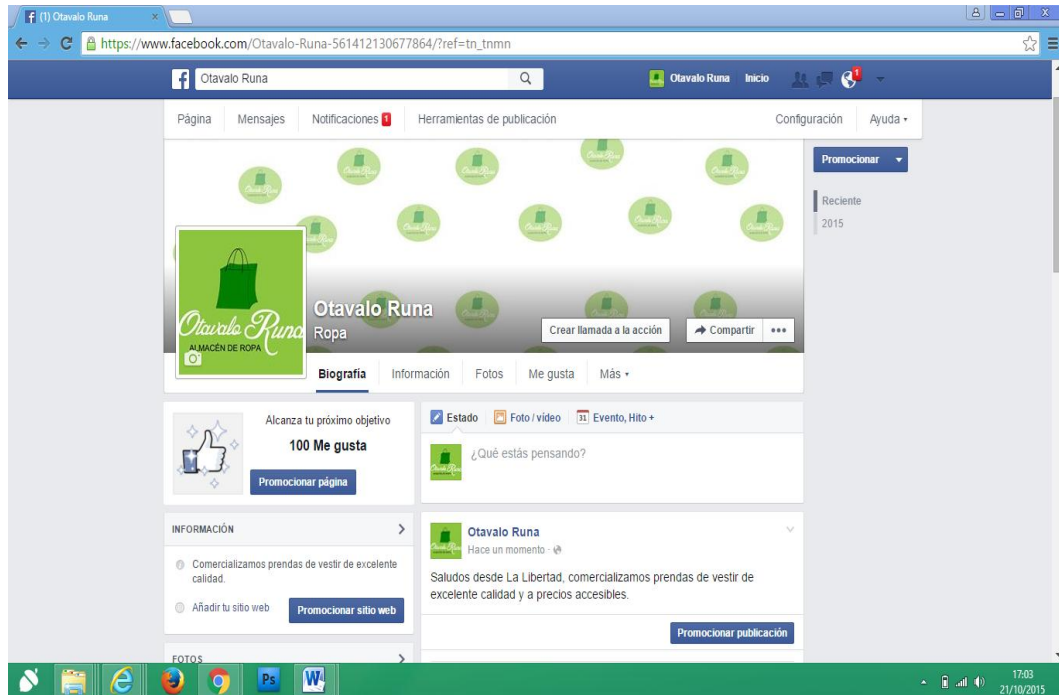 (1) Otavalo Runa
https://www.facebook.com/Otavalo-Runa-561412130677864/?ref=tn_tnmn
Otavalo Runa
Otavalo Runa Inicio 1
Página Mensajes Notificaciones 1 Herramientas de publicación Configuración Ayuda
Promocionar
Reciente
2015
Otavalo Runa
ALMACÉN DE ROPA
Otavalo Runa
Ropa
Crear llamada a la acción Compartir
Biografía Información Fotos Me gusta Más
Alcanza tu próximo objetivo
100 Me gusta
Promocionar página
Estado Foto / vídeo 31 Evento, Hito +
¿Qué estás pensando?
INFORMACIÓN
Comercializamos prendas de vestir de excelente
calidad.
Añadir tu sitio web Promocionar sitio web
FOTOS
Otavalo Runa
Hace un momento ·
Saludos desde La Libertad, comercializamos prendas de vestir de
excelente calidad y a precios accesibles.
Promocionar publicación
Ps W
17:03
21/10/2015